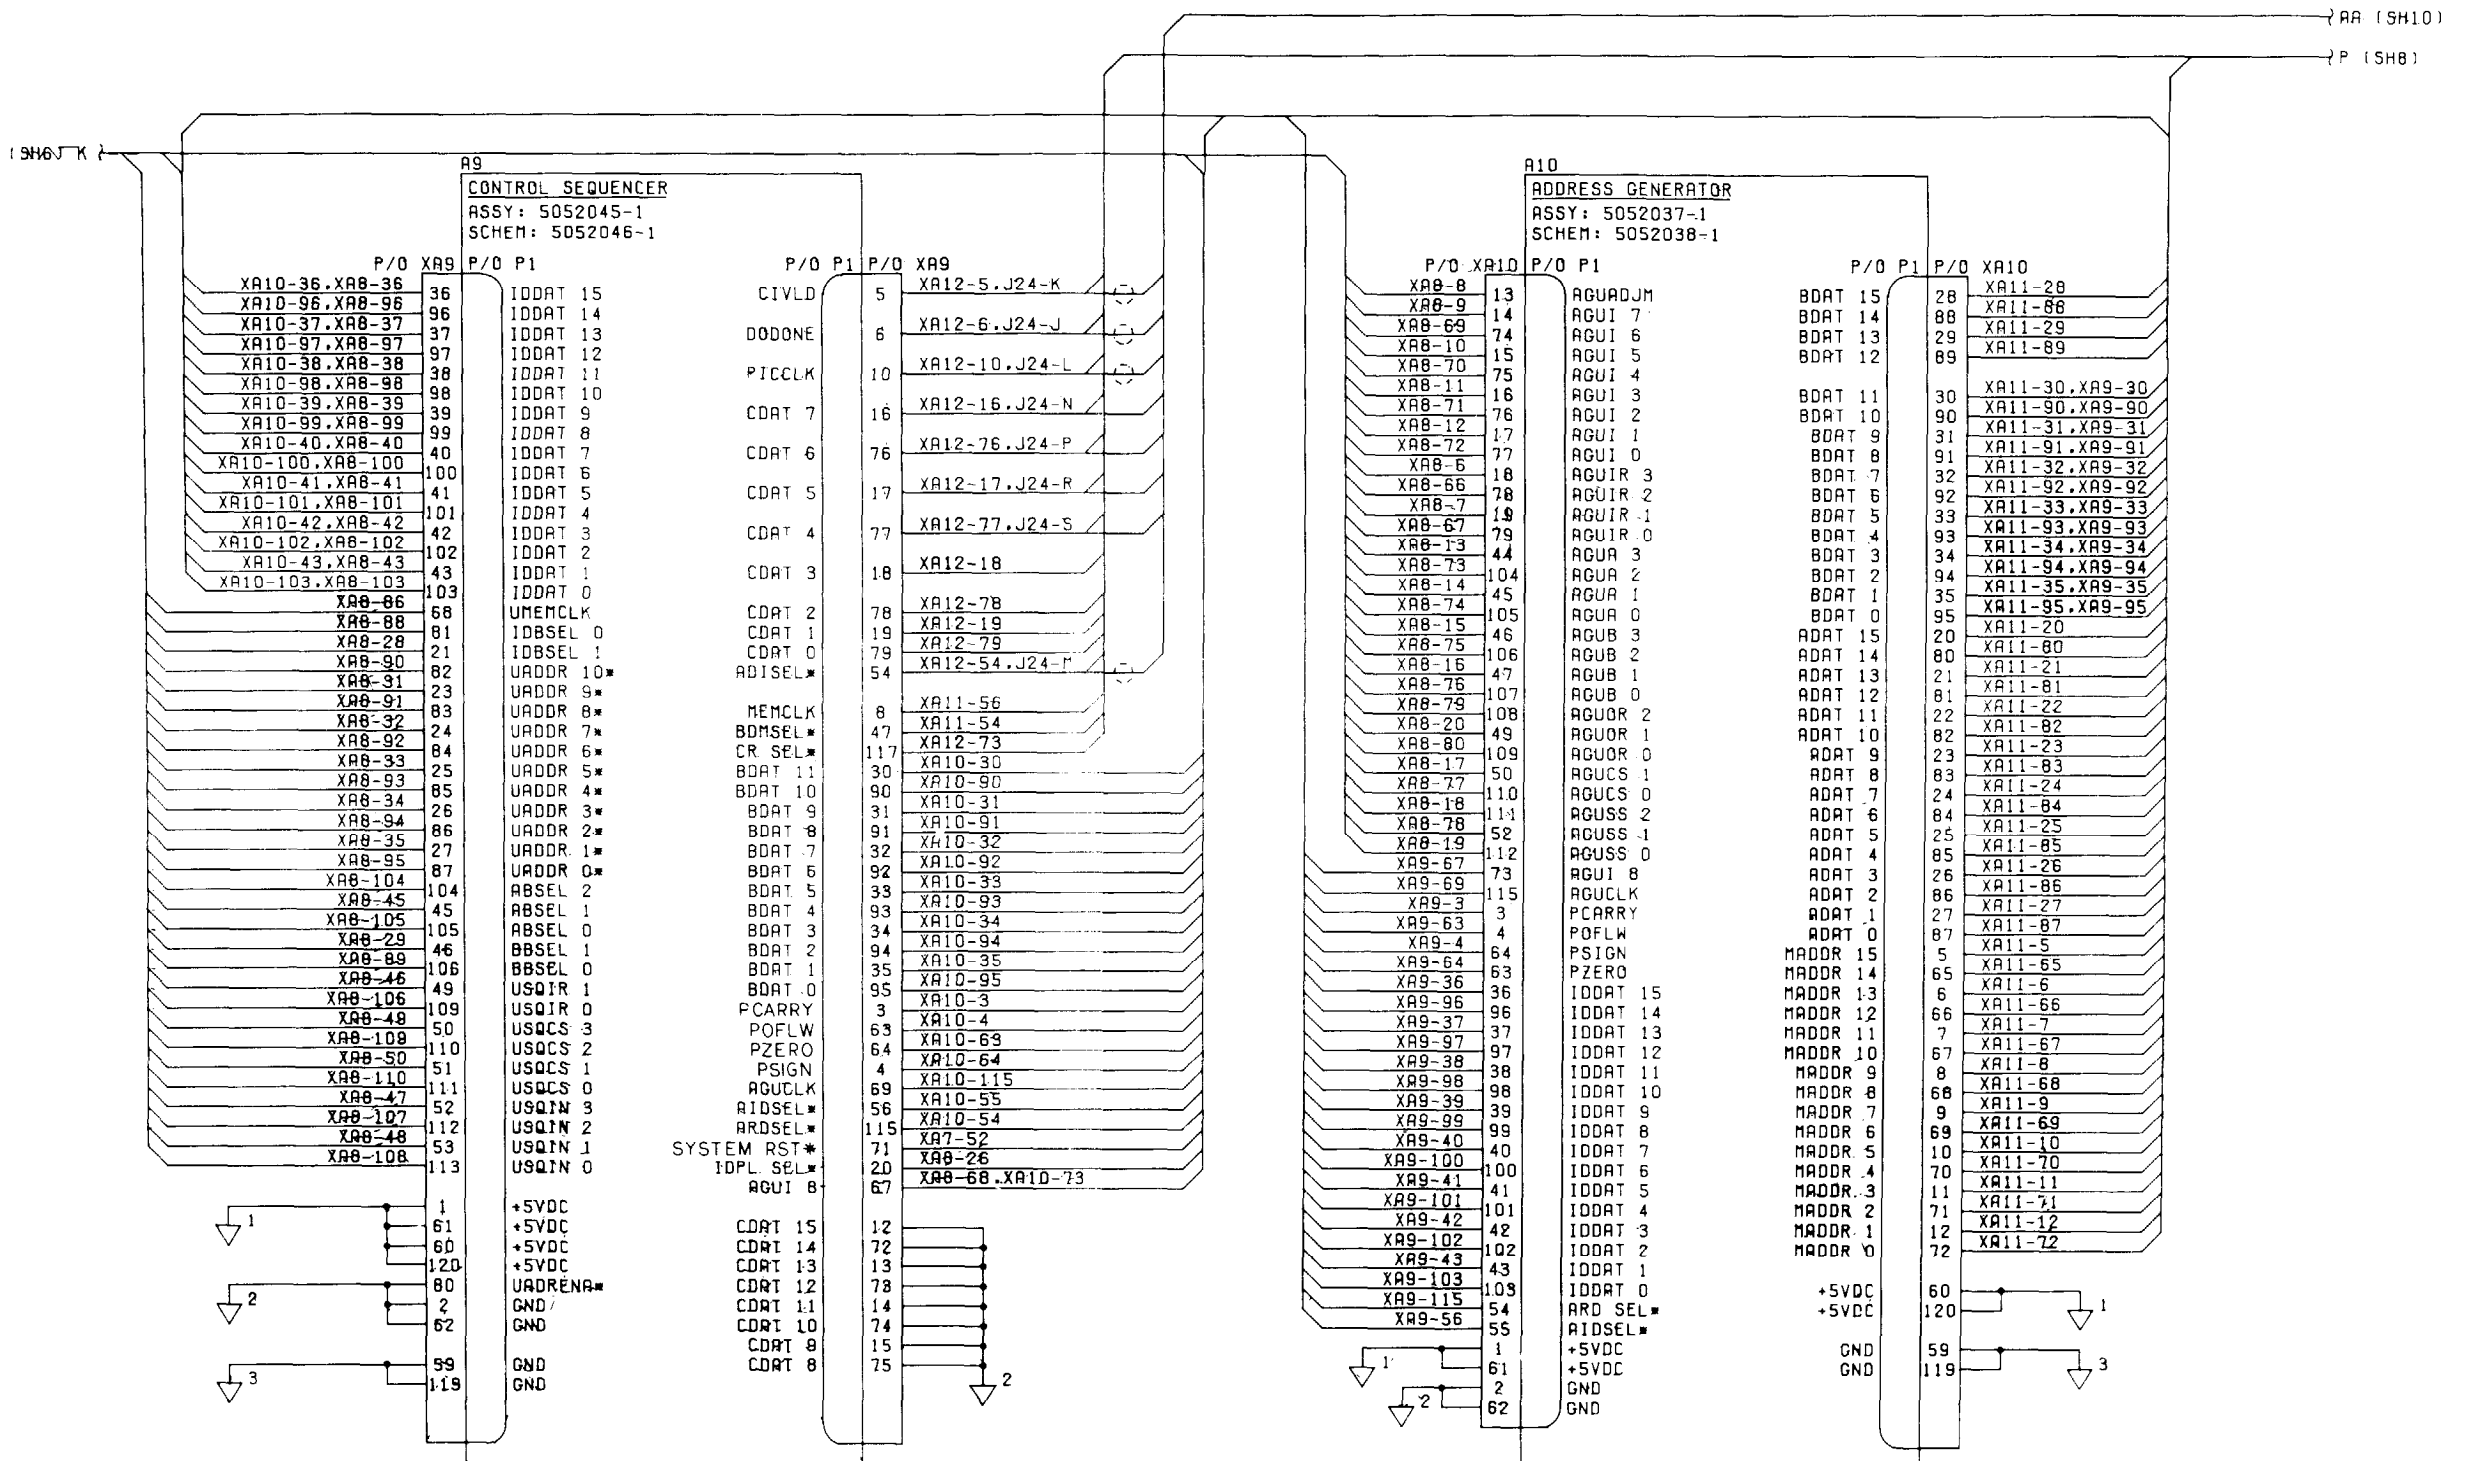 AA (SH10)
P (SH8)
K
A9
CONTROL SEQUENCER
ASSY: 5052045-1
SCHEM: 5052046-1
P/O XA9 P/O P1
XA10-36,XA8-36 36 IDDAT 15
XA10-96,XA8-96 96 IDDAT 14
XA10-37,XA8-37 37 IDDAT 13
XA10-97,XA8-97 97 IDDAT 12
XA10-38,XA8-38 38 IDDAT 11
XA10-98,XA8-98 98 IDDAT 10
XA10-39,XA8-39 39 IDDAT 9
XA10-99,XA8-99 99 IDDAT 8
XA10-40,XA8-40 40 IDDAT 7
XA10-100,XA8-100 100 IDDAT 6
XA10-41,XA8-41 41 IDDAT 5
XA10-101,XA8-101 101 IDDAT 4
XA10-42,XA8-42 42 IDDAT 3
XA10-102,XA8-102 102 IDDAT 2
XA10-43,XA8-43 43 IDDAT 1
XA10-103,XA8-103 103 IDDAT 0
XA8-86 68 UMEMCLK
XA8-88 81 IDBSEL 0
XA8-28 21 IDBSEL 1
XA8-90 82 UADDR 10*
XA8-31 23 UADDR 9*
XA8-91 83 UADDR 8*
XA8-32 24 UADDR 7*
XA8-92 84 UADDR 6*
XA8-33 25 UADDR 5*
XA8-93 85 UADDR 4*
XA8-34 26 UADDR 3*
XA8-94 86 UADDR 2*
XA8-35 27 UADDR 1*
XA8-95 87 UADDR 0*
XA8-104 104 ABSEL 2
XA8-45 45 ABSEL 1
XA8-105 105 ABSEL 0
XA8-29 46 BBSEL 1
XA8-89 106 BBSEL 0
XA8-46 49 USQIR 1
XA8-106 109 USQIR 0
XA8-49 50 USQCS 3
XA8-109 110 USQCS 2
XA8-50 51 USQCS 1
XA8-110 111 USQCS 0
XA8-47 52 USQIN 3
XA8-107 112 USQIN 2
XA8-48 53 USQIN 1
XA8-108 113 USQIN 0
1 1 +5VDC
61 +5VDC
60 +5VDC
120 +5VDC
2 80 UADRENA*
2 GND
62 GND
3 59 GND
119 GND
P/O P1 P/O XA9
CIVLD 5 XA12-5,J24-K
DODONE 6 XA12-6,J24-J
PICCLK 10 XA12-10,J24-L
CDAT 7 16 XA12-16,J24-N
CDAT 6 76 XA12-76,J24-P
CDAT 5 17 XA12-17,J24-R
CDAT 4 77 XA12-77,J24-S
CDAT 3 18 XA12-18
CDAT 2 78 XA12-78
CDAT 1 19 XA12-19
CDAT 0 79 XA12-79
ADISEL* 54 XA12-54,J24-M
MEMCLK 8 XA11-56
BDMSEL* 47 XA11-54
CR SEL* 117 XA12-73
BDAT 11 30 XA10-30
BDAT 10 90 XA10-90
BDAT 9 31 XA10-31
BDAT 8 91 XA10-91
BDAT 7 32 XA10-32
BDAT 6 92 XA10-92
BDAT 5 33 XA10-33
BDAT 4 93 XA10-93
BDAT 3 34 XA10-34
BDAT 2 94 XA10-94
BDAT 1 35 XA10-35
BDAT 0 95 XA10-95
PCARRY 3 XA10-3
POFLW 63 XA10-4
PZERO 64 XA10-63
PSIGN 4 XA10-64
AGUCLK 69 XA10-115
AIDSEL* 56 XA10-55
ARDSEL* 115 XA10-54
SYSTEM RST* 71 XA7-52
IDPL SEL* 20 XA8-26
AGUI 8 67 XA8-68,XA10-73
CDAT 15 12
CDAT 14 72
CDAT 13 13
CDAT 12 73
CDAT 11 14
CDAT 10 74
CDAT 9 15
CDAT 8 75 2
A10
ADDRESS GENERATOR
ASSY: 5052037-1
SCHEM: 5052038-1
P/O XA10 P/O P1
XA8-8 13 AGUADJM
XA8-9 14 AGUI 7
XA8-69 74 AGUI 6
XA8-10 15 AGUI 5
XA8-70 75 AGUI 4
XA8-11 16 AGUI 3
XA8-71 76 AGUI 2
XA8-12 17 AGUI 1
XA8-72 77 AGUI 0
XA8-6 18 AGUIR 3
XA8-66 78 AGUIR 2
XA8-7 19 AGUIR 1
XA8-67 79 AGUIR 0
XA8-13 44 AGUA 3
XA8-73 104 AGUA 2
XA8-14 45 AGUA 1
XA8-74 105 AGUA 0
XA8-15 46 AGUB 3
XA8-75 106 AGUB 2
XA8-16 47 AGUB 1
XA8-76 107 AGUB 0
XA8-79 108 AGUOR 2
XA8-20 49 AGUOR 1
XA8-80 109 AGUOR 0
XA8-17 50 AGUCS 1
XA8-77 110 AGUCS 0
XA8-18 111 AGUSS 2
XA8-78 52 AGUSS 1
XA8-19 112 AGUSS 0
XA9-67 73 AGUI 8
XA9-69 115 AGUCLK
XA9-3 3 PCARRY
XA9-63 4 POFLW
XA9-4 64 PSIGN
XA9-64 63 PZERO
XA9-36 36 IDDAT 15
XA9-96 96 IDDAT 14
XA9-37 37 IDDAT 13
XA9-97 97 IDDAT 12
XA9-38 38 IDDAT 11
XA9-98 98 IDDAT 10
XA9-39 39 IDDAT 9
XA9-99 99 IDDAT 8
XA9-40 40 IDDAT 7
XA9-100 100 IDDAT 6
XA9-41 41 IDDAT 5
XA9-101 101 IDDAT 4
XA9-42 42 IDDAT 3
XA9-102 102 IDDAT 2
XA9-43 43 IDDAT 1
XA9-103 103 IDDAT 0
XA9-115 54 ARD SEL*
XA9-56 55 AIDSEL*
1 1 +5VDC
61 +5VDC
2 2 GND
62 GND
P/O P1 P/O XA10
BDAT 15 28 XA11-28
BDAT 14 88 XA11-88
BDAT 13 29 XA11-29
BDAT 12 89 XA11-89
BDAT 11 30 XA11-30,XA9-30
BDAT 10 90 XA11-90,XA9-90
BDAT 9 31 XA11-31,XA9-31
BDAT 8 91 XA11-91,XA9-91
BDAT 7 32 XA11-32,XA9-32
BDAT 6 92 XA11-92,XA9-92
BDAT 5 33 XA11-33,XA9-33
BDAT 4 93 XA11-93,XA9-93
BDAT 3 34 XA11-34,XA9-34
BDAT 2 94 XA11-94,XA9-94
BDAT 1 35 XA11-35,XA9-35
BDAT 0 95 XA11-95,XA9-95
ADAT 15 20 XA11-20
ADAT 14 80 XA11-80
ADAT 13 21 XA11-21
ADAT 12 81 XA11-81
ADAT 11 22 XA11-22
ADAT 10 82 XA11-82
ADAT 9 23 XA11-23
ADAT 8 83 XA11-83
ADAT 7 24 XA11-24
ADAT 6 84 XA11-84
ADAT 5 25 XA11-25
ADAT 4 85 XA11-85
ADAT 3 26 XA11-26
ADAT 2 86 XA11-86
ADAT 1 27 XA11-27
ADAT 0 87 XA11-87
MADDR 15 5 XA11-5
MADDR 14 65 XA11-65
MADDR 13 6 XA11-6
MADDR 12 66 XA11-66
MADDR 11 7 XA11-7
MADDR 10 67 XA11-67
MADDR 9 8 XA11-8
MADDR 8 68 XA11-68
MADDR 7 9 XA11-9
MADDR 6 69 XA11-69
MADDR 5 10 XA11-10
MADDR 4 70 XA11-70
MADDR 3 11 XA11-11
MADDR 2 71 XA11-71
MADDR 1 12 XA11-12
MADDR 0 72 XA11-72
+5VDC 60 1
+5VDC 120
GND 59 3
GND 119